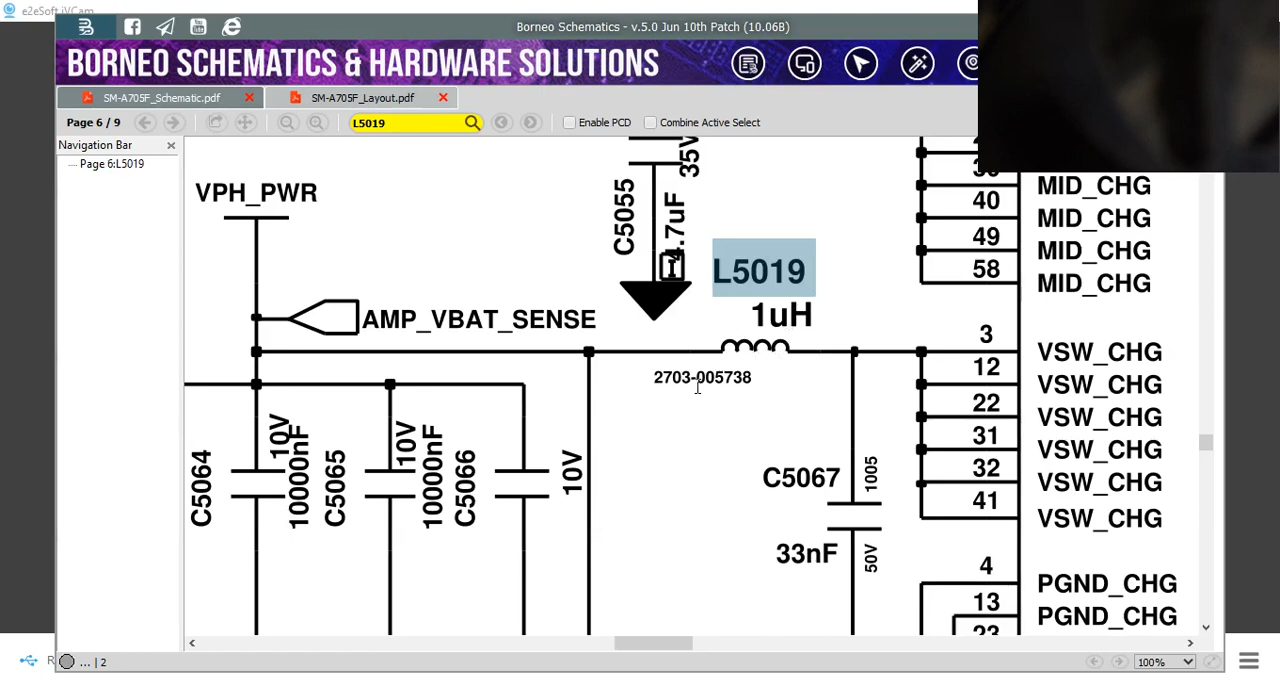 e2eSoft iVCam
Borneo Schematics - v.5.0 Jun 10th Patch (10.06B)
BORNEO SCHEMATICS & HARDWARE SOLUTIONS
SM-A705F_Schematic.pdf
SM-A705F_Layout.pdf
Page 6 / 9
L5019
Enable PCD
Combine Active Select
Navigation Bar
Page 6:L5019
VPH_PWR
AMP_VBAT_SENSE
C5055
4.7uF
35V
L5019
1uH
2703-005738
C5064
10V
10000nF
C5065
10V
10000nF
C5066
10V
C5067
1005
33nF
50V
MID_CHG
40 MID_CHG
49 MID_CHG
58 MID_CHG
3 VSW_CHG
12 VSW_CHG
22 VSW_CHG
31 VSW_CHG
32 VSW_CHG
41 VSW_CHG
4 PGND_CHG
13 PGND_CHG
23
R
... | 2
100%